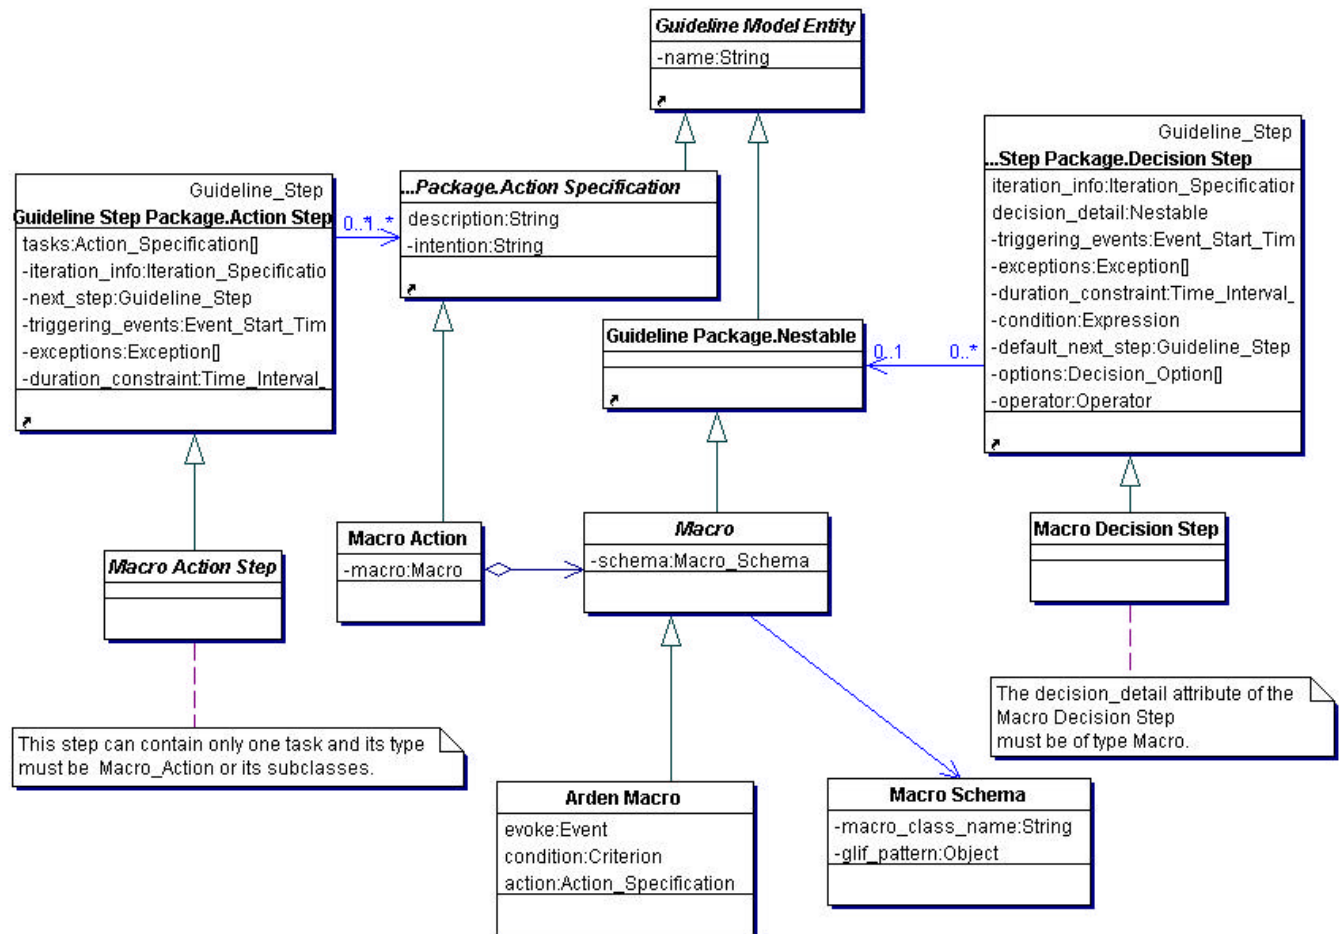 Guideline Model Entity
-name:String
Guideline_Step
Guideline Step Package.Action Step
tasks:Action_Specification[]
-iteration_info:Iteration_Specificatio
-next_step:Guideline_Step
-triggering_events:Event_Start_Tim
-exceptions:Exception[]
-duration_constraint:Time_Interval_
0..*
1..*
...Package.Action Specification
description:String
-intention:String
Guideline_Step
...Step Package.Decision Step
iteration_info:Iteration_Specification
decision_detail:Nestable
-triggering_events:Event_Start_Tim
-exceptions:Exception[]
-duration_constraint:Time_Interval_
-condition:Expression
-default_next_step:Guideline_Step
-options:Decision_Option[]
-operator:Operator
Guideline Package.Nestable
0..1
0..*
Macro Action Step
Macro Action
-macro:Macro
Macro
-schema:Macro_Schema
Macro Decision Step
This step can contain only one task and its type
must be Macro_Action or its subclasses.
The decision_detail attribute of the
Macro Decision Step
must be of type Macro.
Arden Macro
evoke:Event
condition:Criterion
action:Action_Specification
Macro Schema
-macro_class_name:String
-glif_pattern:Object